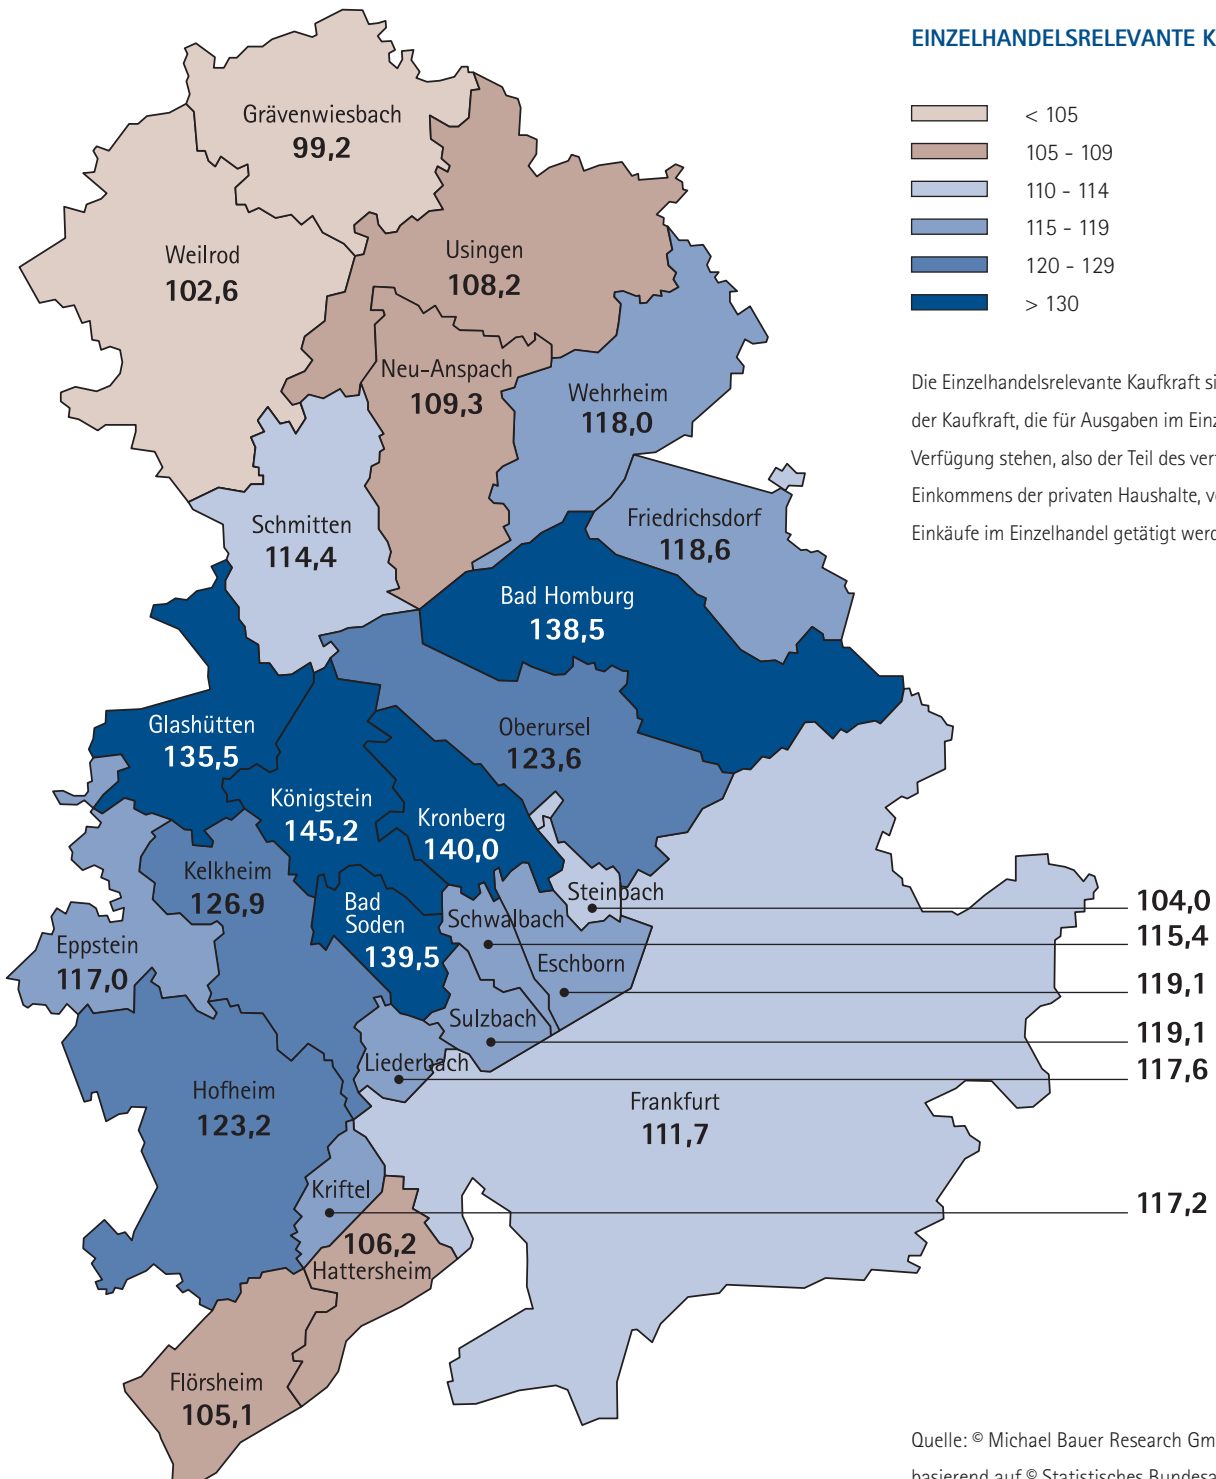 EINZELHANDELSRELEVANTE K
< 105
105 - 109
110 - 114
115 - 119
120 - 129
> 130
Die Einzelhandelsrelevante Kaufkraft si
der Kaufkraft, die für Ausgaben im Einz
Verfügung stehen, also der Teil des ver
Einkommens der privaten Haushalte, v
Einkäufe im Einzelhandel getätigt werd
Grävenwiesbach
99,2
Weilrod
102,6
Usingen
108,2
Neu-Anspach
109,3
Wehrheim
118,0
Schmitten
114,4
Friedrichsdorf
118,6
Bad Homburg
138,5
Glashütten
135,5
Oberursel
123,6
Königstein
145,2
Kronberg
140,0
Kelkheim
126,9
Steinbach
104,0
Bad
Soden
139,5
Schwalbach
115,4
Eppstein
117,0
Eschborn
119,1
Sulzbach
119,1
Liederbach
117,6
Hofheim
123,2
Frankfurt
111,7
Kriftel
117,2
106,2
Hattersheim
Flörsheim
105,1
Quelle: © Michael Bauer Research Gm
basierend auf © Statistisches Bundesa